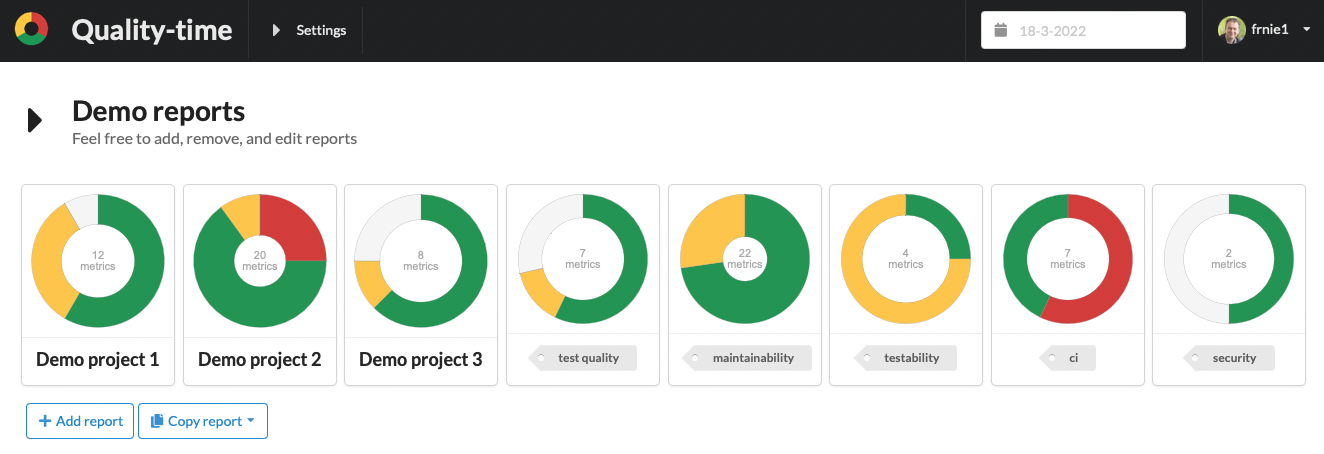 Quality-time
Settings
18-3-2022
frnie1
Demo reports
Feel free to add, remove, and edit reports
12
metrics
20
metrics
8
metrics
7
metrics
22
metrics
4
metrics
7
metrics
2
metrics
Demo project 1
Demo project 2
Demo project 3
test quality
maintainability
testability
ci
security
Add report
Copy report